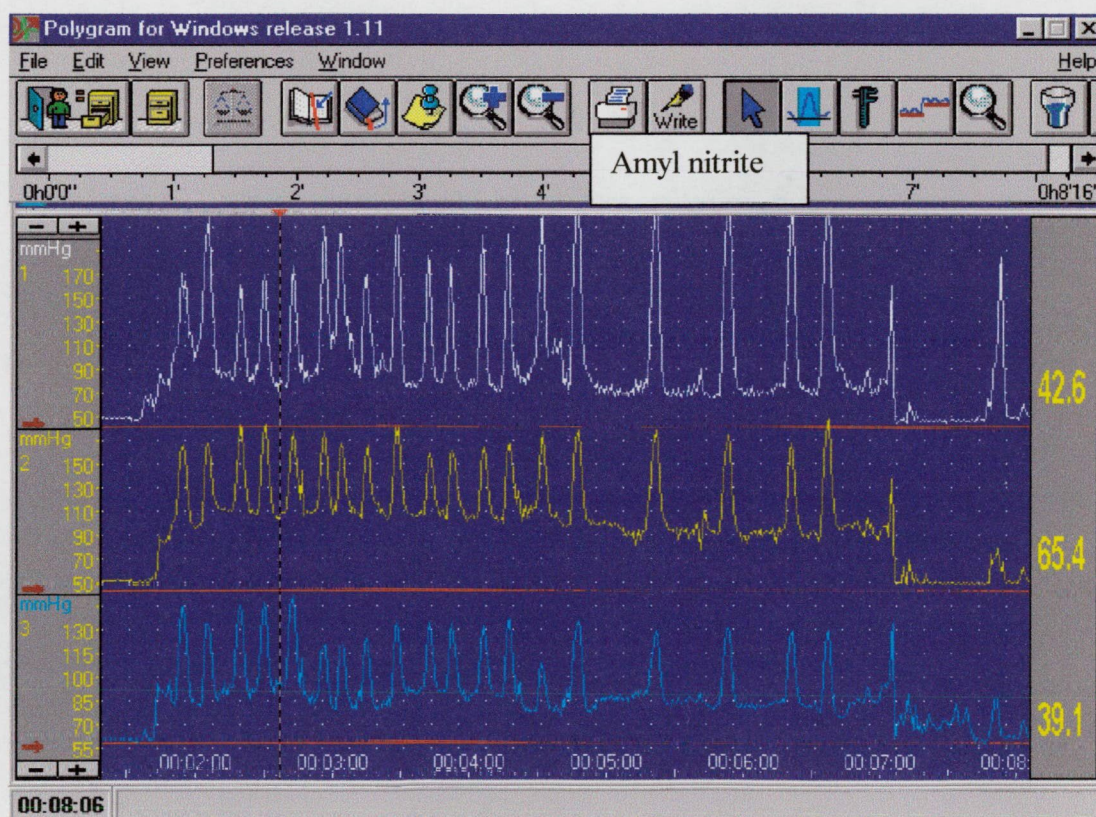 Polygram for Windows release 1.11
File Edit View Preferences Window Help
Write
Amyl nitrite
0h0'0" 1' 2' 3' 4' 7' 0h8'16"
mmHg
1
170
150
130
110
90
70
50
42.6
mmHg
2
150
130
110
90
70
50
65.4
mmHg
3
130
115
100
85
70
55
39.1
00:02:00 00:03:00 00:04:00 00:05:00 00:06:00 00:07:00 00:08:
00:08:06